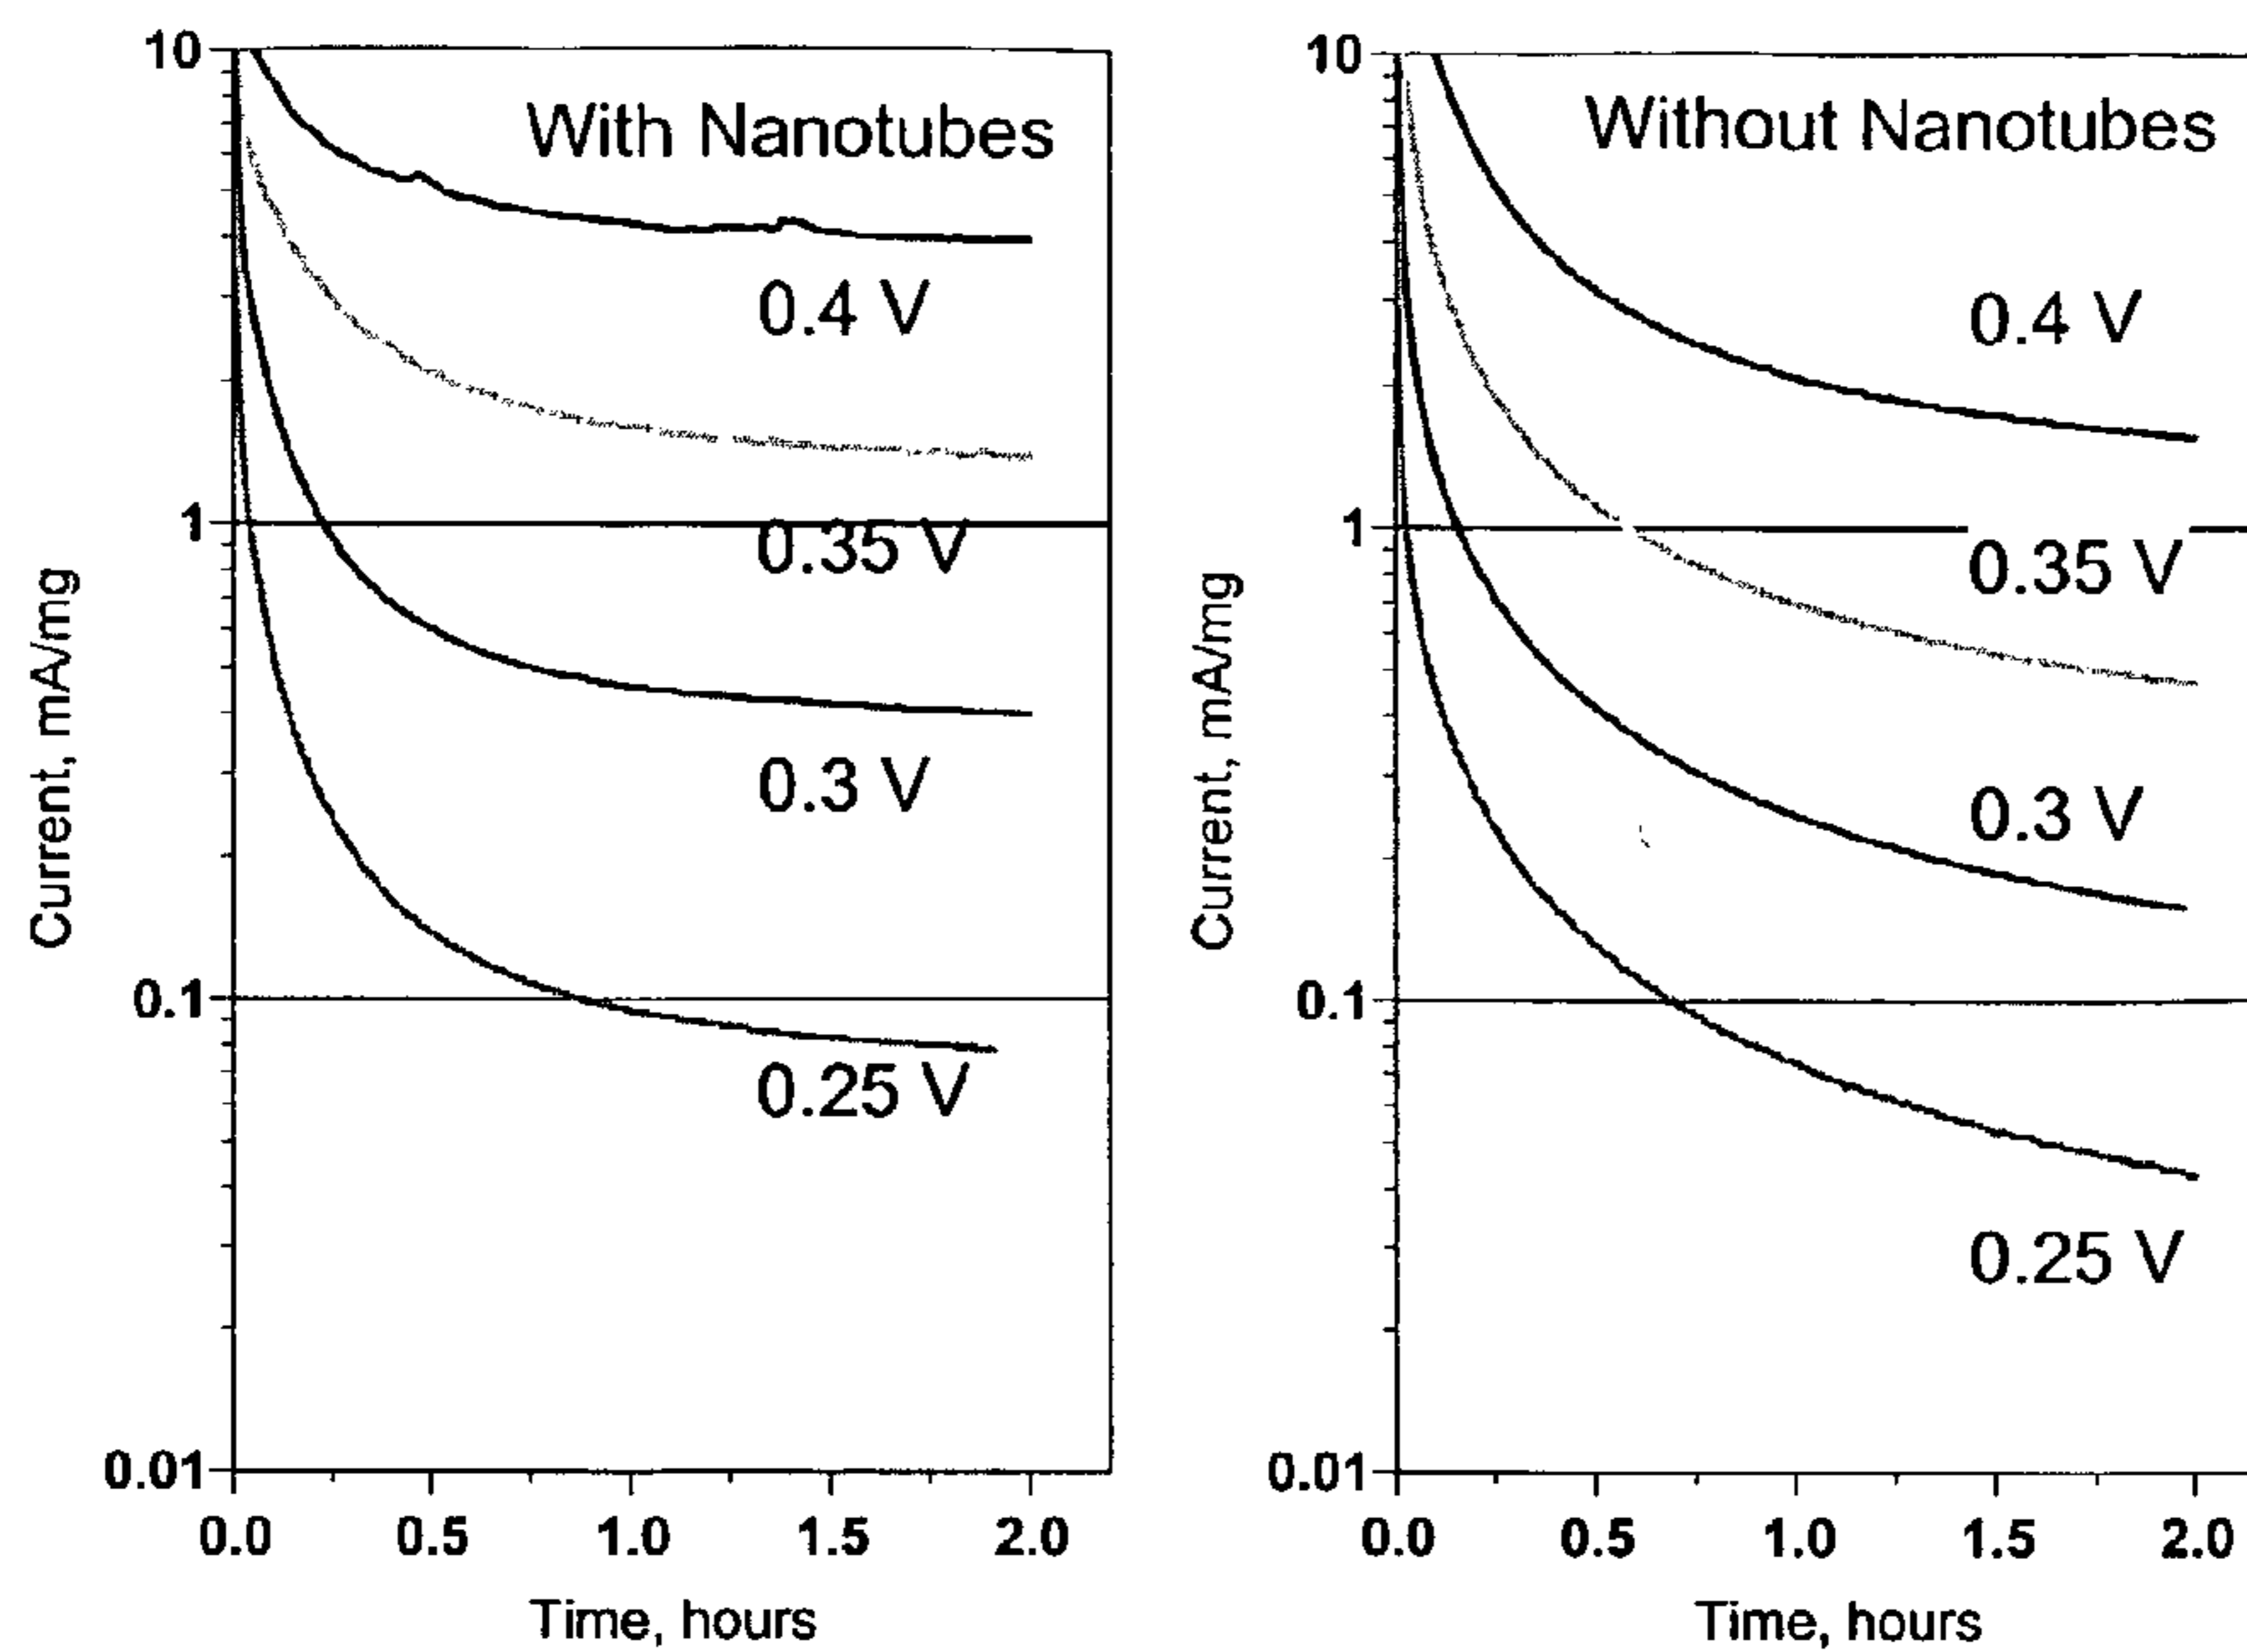 10
With Nanotubes
0.4 V
1
0.35 V
0.3 V
0.1
0.25 V
0.01
0.0 0.5 1.0 1.5 2.0
Time, hours
Current, mA/mg
10
Without Nanotubes
0.4 V
1
0.35 V
0.3 V
0.1
0.25 V
0.01
0.0 0.5 1.0 1.5 2.0
Time, hours
Current, mA/mg